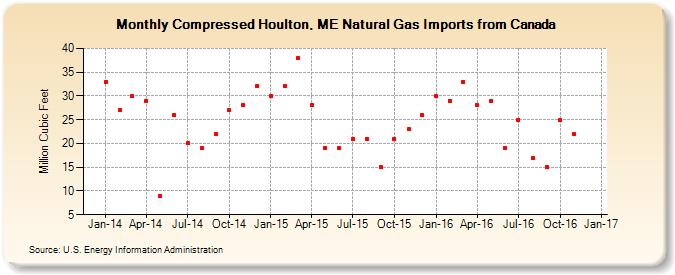 Monthly Compressed Houlton, ME Natural Gas Imports from Canada
Million Cubic Feet
40
35
30
25
20
15
10
5
Jan-14 Apr-14 Jul-14 Oct-14 Jan-15 Apr-15 Jul-15 Oct-15 Jan-16 Apr-16 Jul-16 Oct-16 Jan-17
Source: U.S. Energy Information Administration